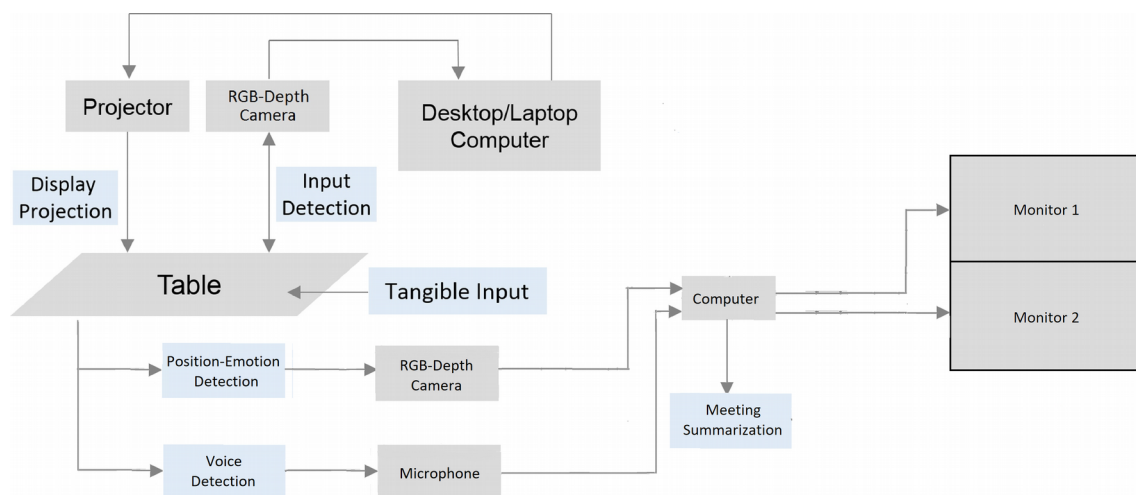 Projector
RGB-Depth
Camera
Desktop/Laptop
Computer
Display
Projection
Input
Detection
Table
Tangible Input
Computer
Monitor 1
Monitor 2
Position-Emotion
Detection
RGB-Depth
Camera
Meeting
Summarization
Voice
Detection
Microphone